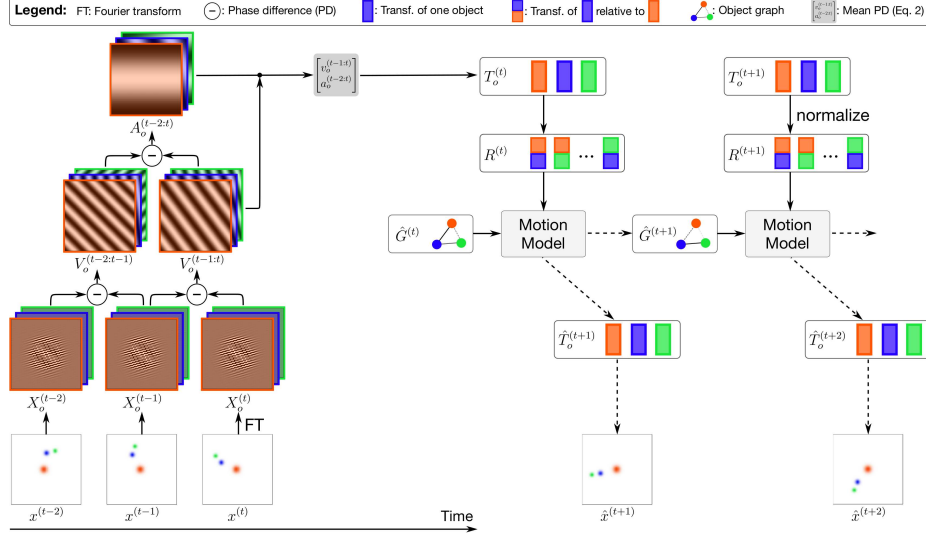 Legend: FT: Fourier transform − : Phase difference (PD) : Transf. of one object : Transf. of relative to : Object graph : Mean PD (Eq. 2)
A_o^{(t−2:t)}
[v_o^{(t−1:t)} a_o^{(t−2:t)}]
T_o^{(t)}
T_o^{(t+1)}
normalize
−
R^{(t)} ...
R^{(t+1)} ...
V_o^{(t−2:t−1)}
V_o^{(t−1:t)}
Ĝ^{(t)}
Motion
Model
Ĝ^{(t+1)}
Motion
Model
−
−
T̂_o^{(t+1)}
T̂_o^{(t+2)}
X_o^{(t−2)}
X_o^{(t−1)}
X_o^{(t)}
FT
x^{(t−2)}
x^{(t−1)}
x^{(t)}
x̂^{(t+1)}
x̂^{(t+2)}
Time